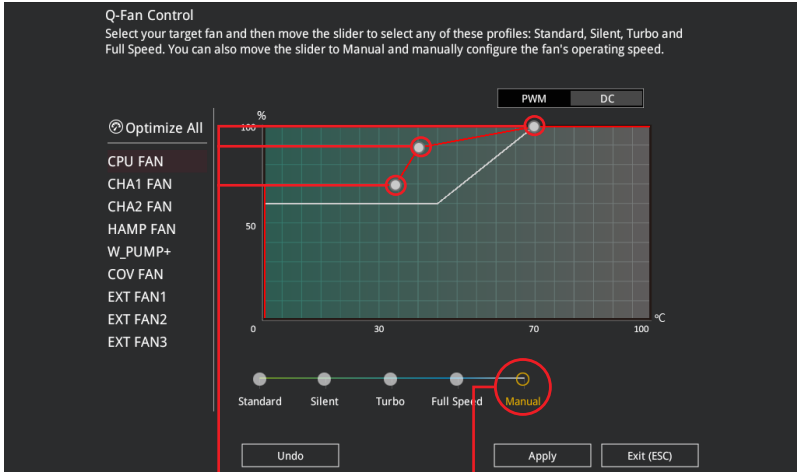 Q-Fan Control
Select your target fan and then move the slider to select any of these profiles: Standard, Silent, Turbo and
Full Speed. You can also move the slider to Manual and manually configure the fan's operating speed.
PWM DC
%
Optimize All
100
CPU FAN
CHA1 FAN
CHA2 FAN
HAMP FAN
50
W_PUMP+
COV FAN
EXT FAN1
EXT FAN2
EXT FAN3
°C
0 30 70 100
Standard Silent Turbo Full Speed Manual
Undo Apply Exit (ESC)